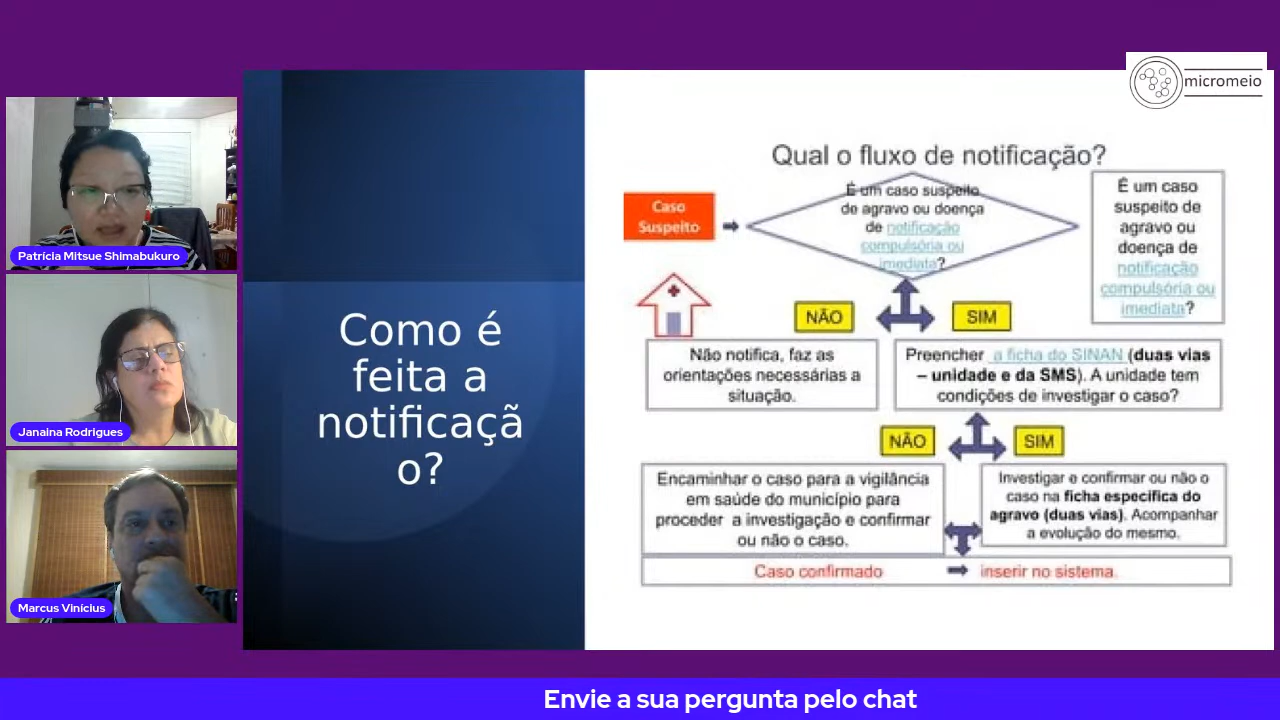 micromeio
Patrícia Mitsue Shimabukuro
Janaina Rodrigues
Marcus Vinícius
Como é
feita a
notificaçã
o?
Qual o fluxo de notificação?
Caso
Suspeito
É um caso suspeito
de agravo ou doença
de notificação
compulsória ou
imediata?
É um caso
suspeito de
agravo ou
doença de
notificação
compulsória ou
imediata?
NÃO
SIM
Não notifica, faz as
orientações necessárias a
situação.
Preencher a ficha do SINAN (duas vias
– unidade e da SMS). A unidade tem
condições de investigar o caso?
NÃO
SIM
Encaminhar o caso para a vigilância
em saúde do município para
proceder a investigação e confirmar
ou não o caso.
Investigar e confirmar ou não o
caso na ficha específica do
agravo (duas vias). Acompanhar
a evolução do mesmo.
Caso confirmado inserir no sistema.
Envie a sua pergunta pelo chat